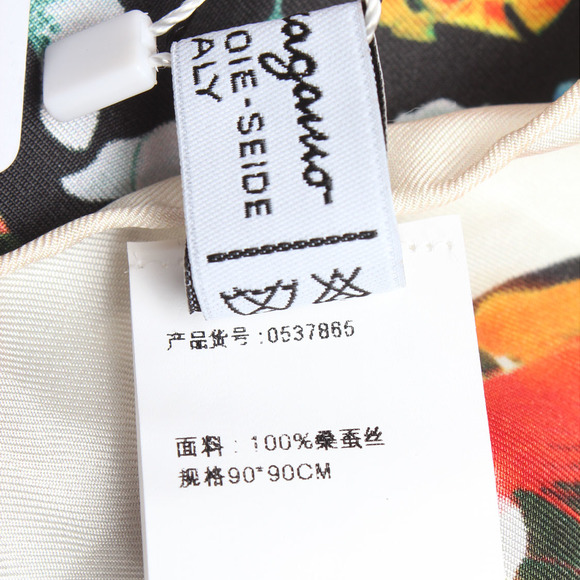 agamo
OIE-SEIDE
ALY
产品货号:0537865
面料: 100%桑蚕丝
规格90*90CM